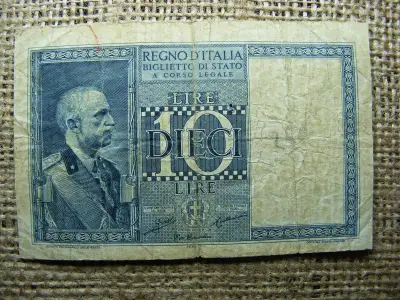 REGNO D'ITALIA
BIGLIETTO DI STATO
A CORSO LEGALE
LIRE
10
DIECI
LIRE